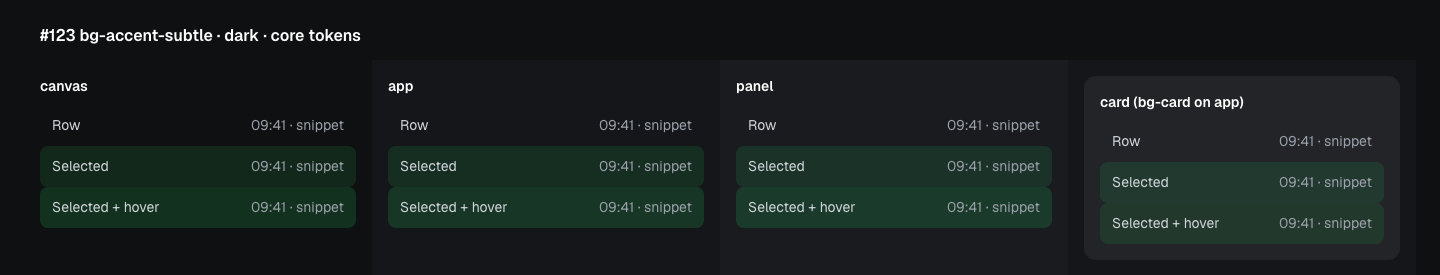 #123 bg-accent-subtle · dark · core tokens
canvas
Row 09:41 · snippet
Selected 09:41 · snippet
Selected + hover 09:41 · snippet
app
Row 09:41 · snippet
Selected 09:41 · snippet
Selected + hover 09:41 · snippet
panel
Row 09:41 · snippet
Selected 09:41 · snippet
Selected + hover 09:41 · snippet
card (bg-card on app)
Row 09:41 · snippet
Selected 09:41 · snippet
Selected + hover 09:41 · snippet